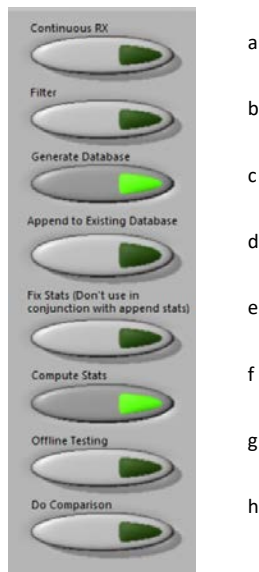 Continuous RX
a
Filter
b
Generate Database
c
Append to Existing Database
d
Fix Stats (Don't use in
conjunction with append stats)
e
Compute Stats
f
Offline Testing
g
Do Comparison
h